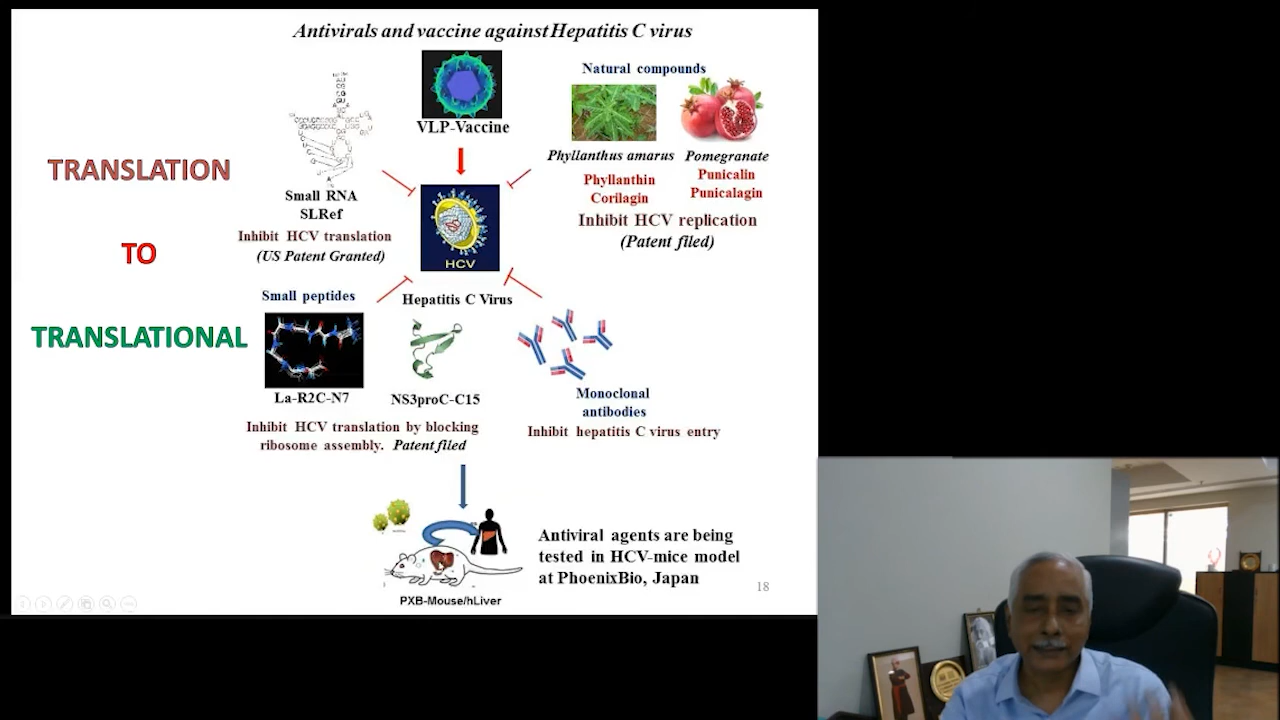 Antivirals and vaccine against Hepatitis C virus
TRANSLATION
TO
TRANSLATIONAL
Small RNA
SLRef
Inhibit HCV translation
(US Patent Granted)
VLP-Vaccine
Natural compounds
Phyllanthus amarus
Phyllanthin
Corilagin
Pomegranate
Punicalin
Punicalagin
Inhibit HCV replication
(Patent filed)
HCV
Hepatitis C Virus
Small peptides
La-R2C-N7
NS3proC-C15
Inhibit HCV translation by blocking
ribosome assembly. Patent filed
Monoclonal
antibodies
Inhibit hepatitis C virus entry
PXB-Mouse/hLiver
Antiviral agents are being
tested in HCV-mice model
at PhoenixBio, Japan
18